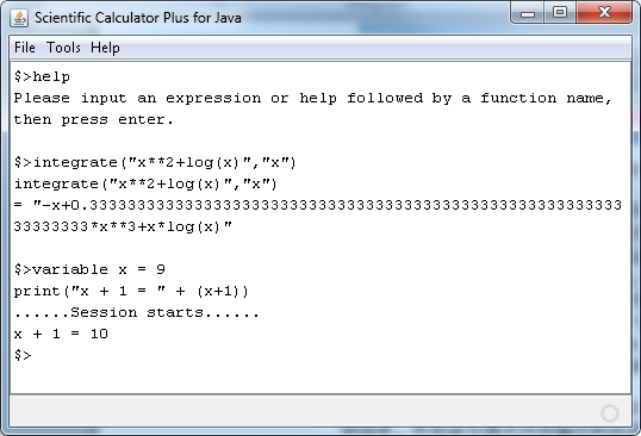 Scientific Calculator Plus for Java
File Tools Help
$>help
Please input an expression or help followed by a function name,
then press enter.
$>integrate("x**2+log(x)","x")
integrate("x**2+log(x)","x")
= "-x+0.33333333333333333333333333333333333333333333333333333333
33333333*x**3+x*log(x)"
$>variable x = 9
print("x + 1 = " + (x+1))
......Session starts......
x + 1 = 10
$>